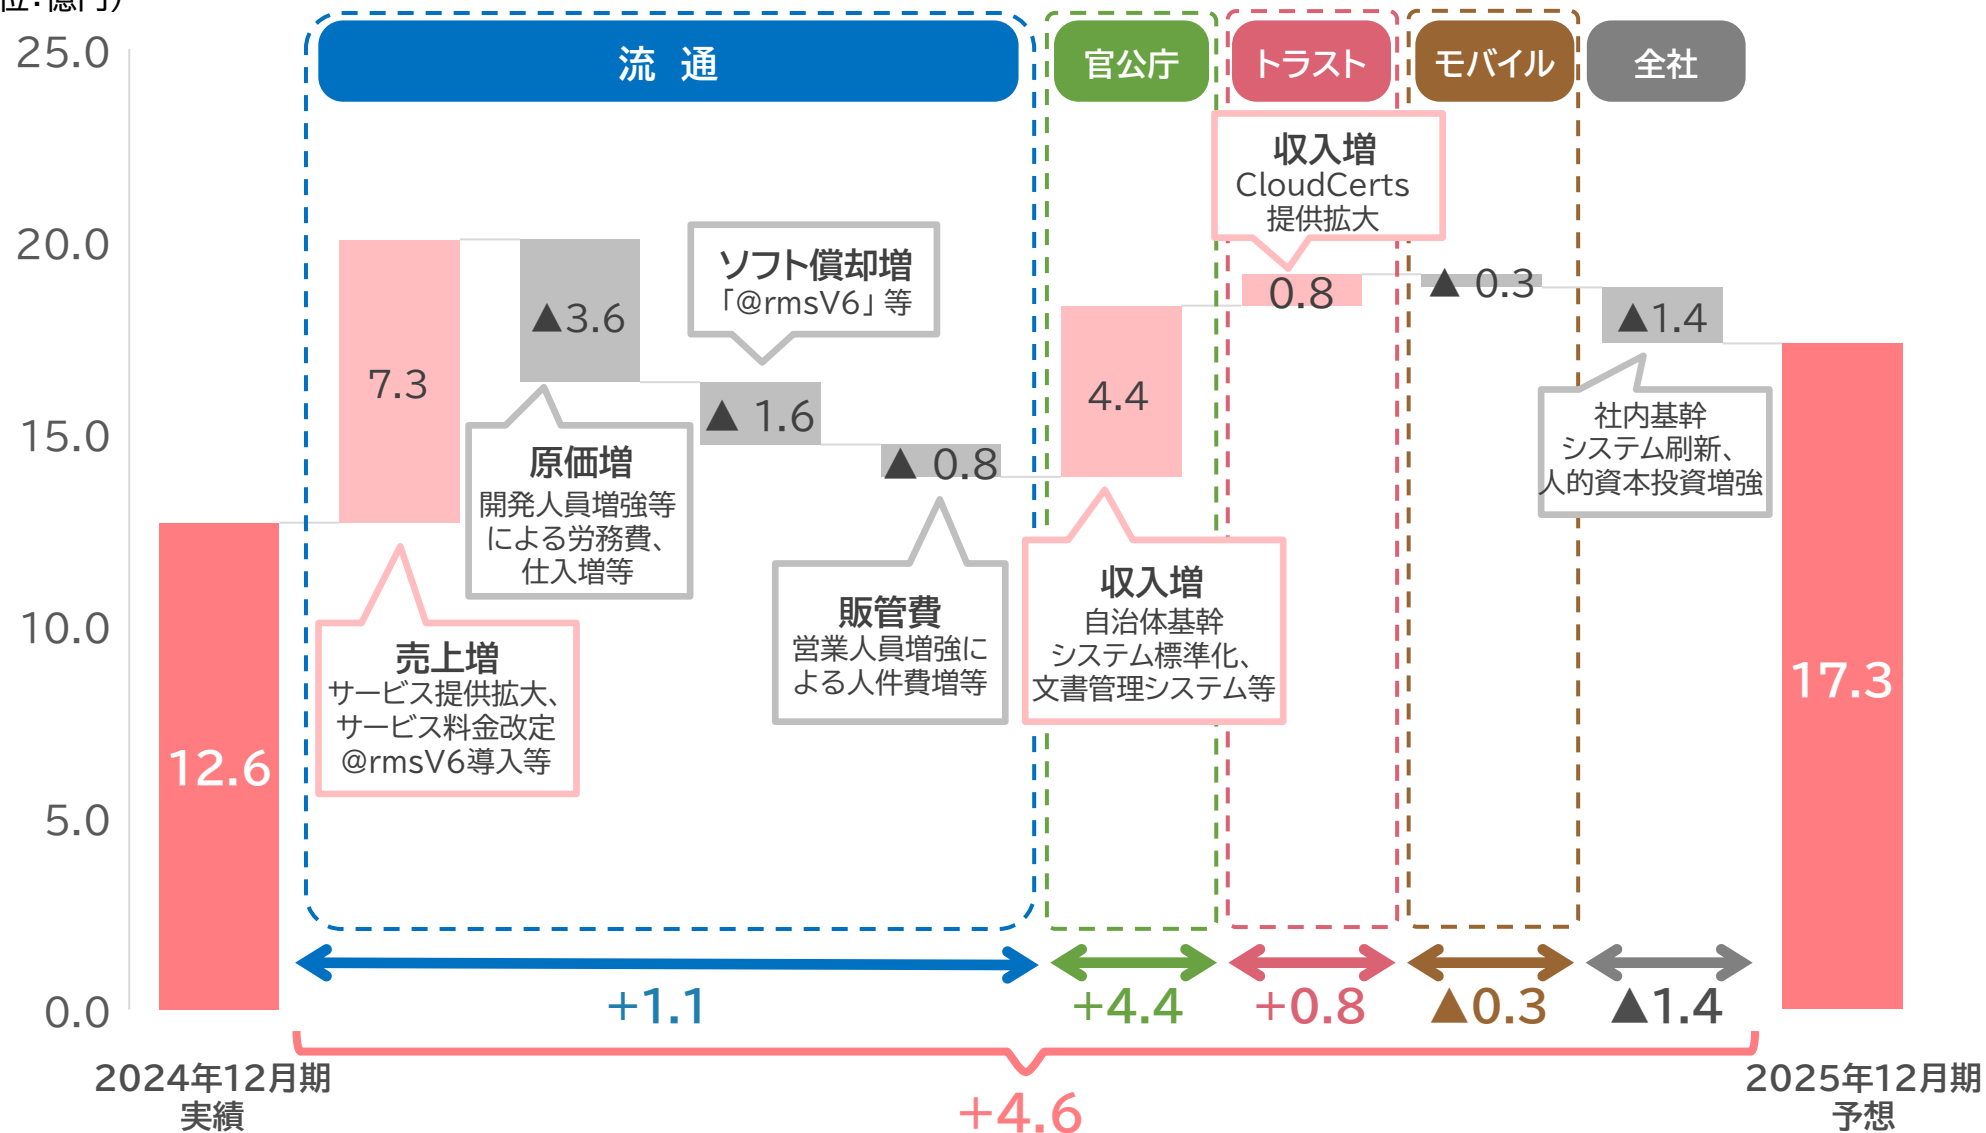 位:億円)
25.0
20.0
15.0
10.0
5.0
0.0
流 通
官公庁
トラスト
モバイル
全社
12.6
7.3
▲3.6
▲ 1.6
▲ 0.8
4.4
0.8
▲ 0.3
▲1.4
17.3
売上増
サービス提供拡大、
サービス料金改定
@rmsV6導入等
原価増
開発人員増強等
による労務費、
仕入増等
ソフト償却増
「@rmsV6」等
販管費
営業人員増強に
よる人件費増等
収入増
自治体基幹
システム標準化、
文書管理システム等
収入増
CloudCerts
提供拡大
社内基幹
システム刷新、
人的資本投資増強
+1.1
+4.4
+0.8
▲0.3
▲1.4
+4.6
2024年12月期
実績
2025年12月期
予想